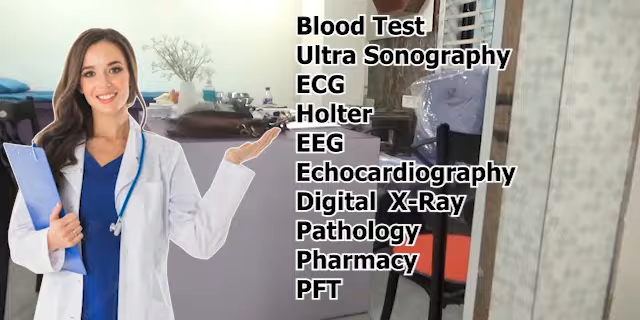 Blood Test
Ultra Sonography
ECG
Holter
EEG
Echocardiography
Digital X-Ray
Pathology
Pharmacy
PFT